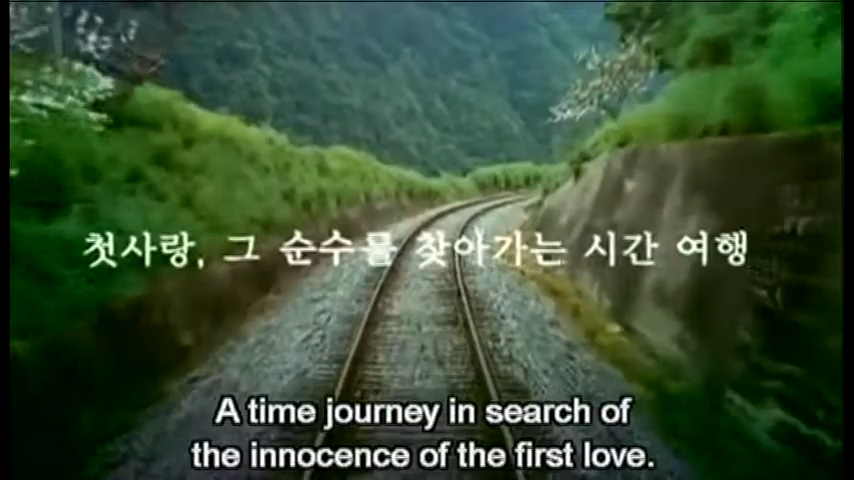 첫사랑, 그 순수를 찾아가는 시간 여행
A time journey in search of
the innocence of the first love.